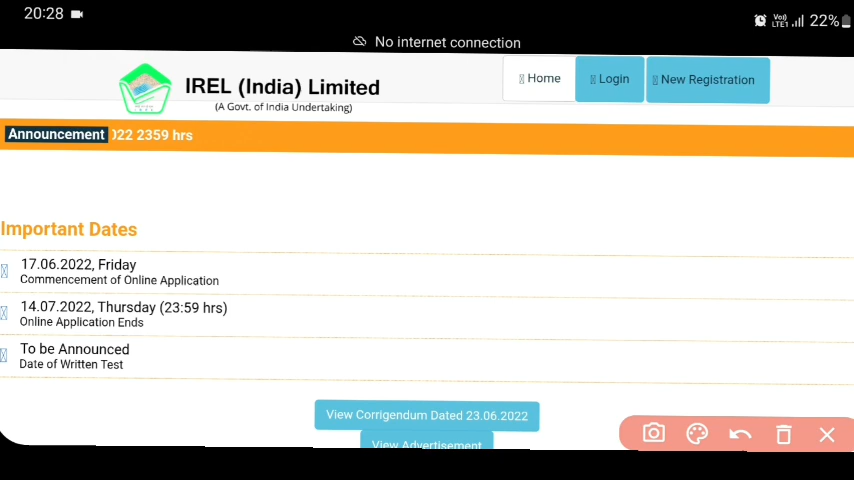 20:28
Vo))
LTE1
22%
No internet connection
IREL (India) Limited
(A Govt. of India Undertaking)
Home
Login
New Registration
Announcement
022 2359 hrs
Important Dates
17.06.2022, Friday
Commencement of Online Application
14.07.2022, Thursday (23:59 hrs)
Online Application Ends
To be Announced
Date of Written Test
View Corrigendum Dated 23.06.2022
View Advertisement